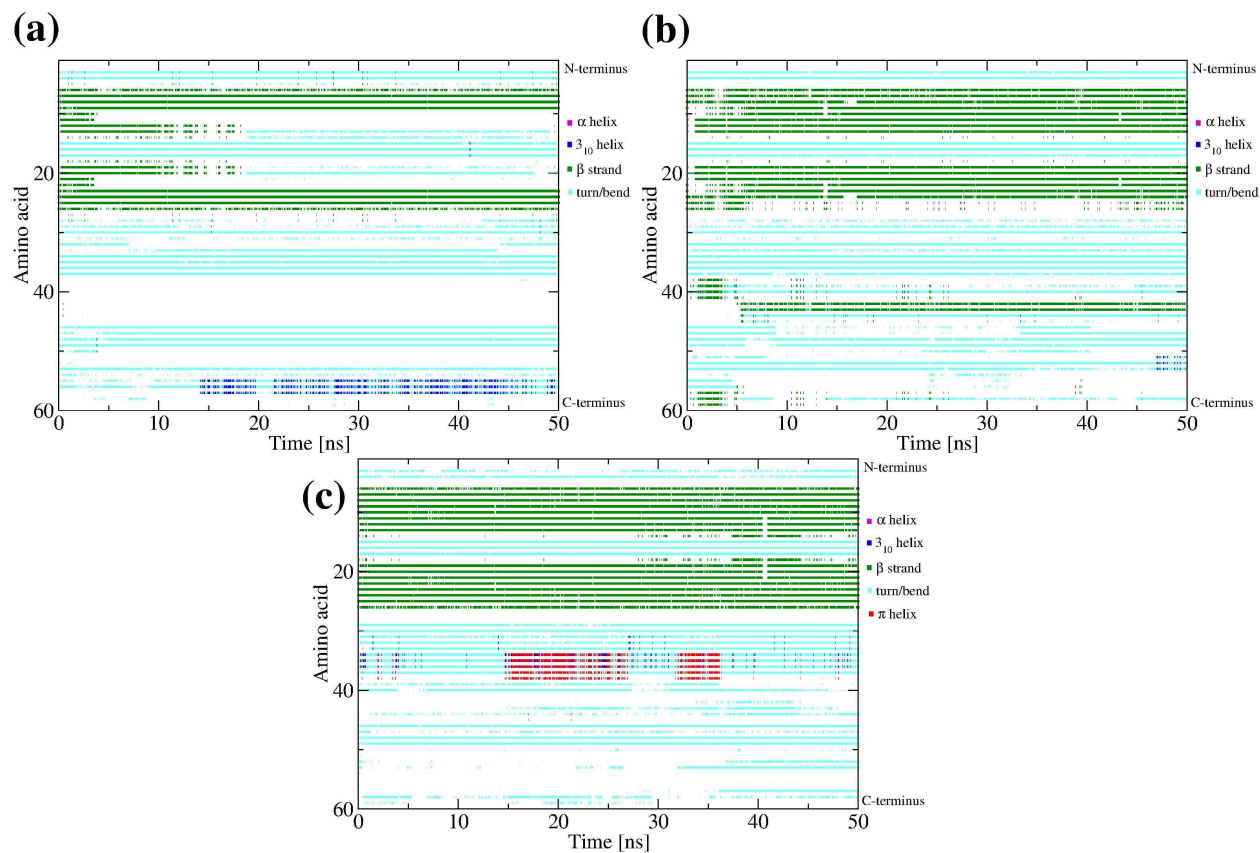 (a)
N-terminus
α helix
3₁₀ helix
β strand
turn/bend
20
40
60
Amino acid
C-terminus
0 10 20 30 40 50
Time [ns]
(b)
N-terminus
α helix
3₁₀ helix
β strand
turn/bend
20
40
60
Amino acid
C-terminus
0 10 20 30 40 50
Time [ns]
(c)
N-terminus
α helix
3₁₀ helix
β strand
turn/bend
π helix
20
40
60
Amino acid
C-terminus
0 10 20 30 40 50
Time [ns]